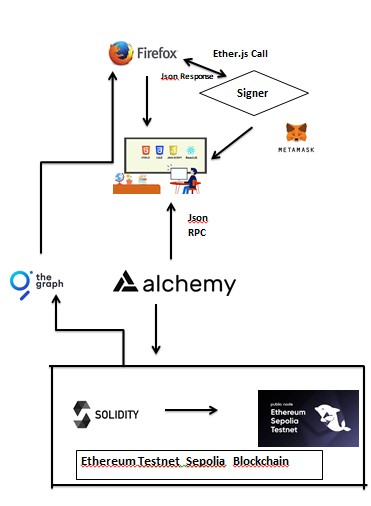 Firefox
Ether.js Call
Json Response
Signer
HTML5 CSS3 JAVASCRIPT ReactJS
METAMASK
Json
RPC
the
graph
alchemy
SOLIDITY
public node
Ethereum
Sepolia
Testnet
Ethereum Testnet Sepolia Blockchain